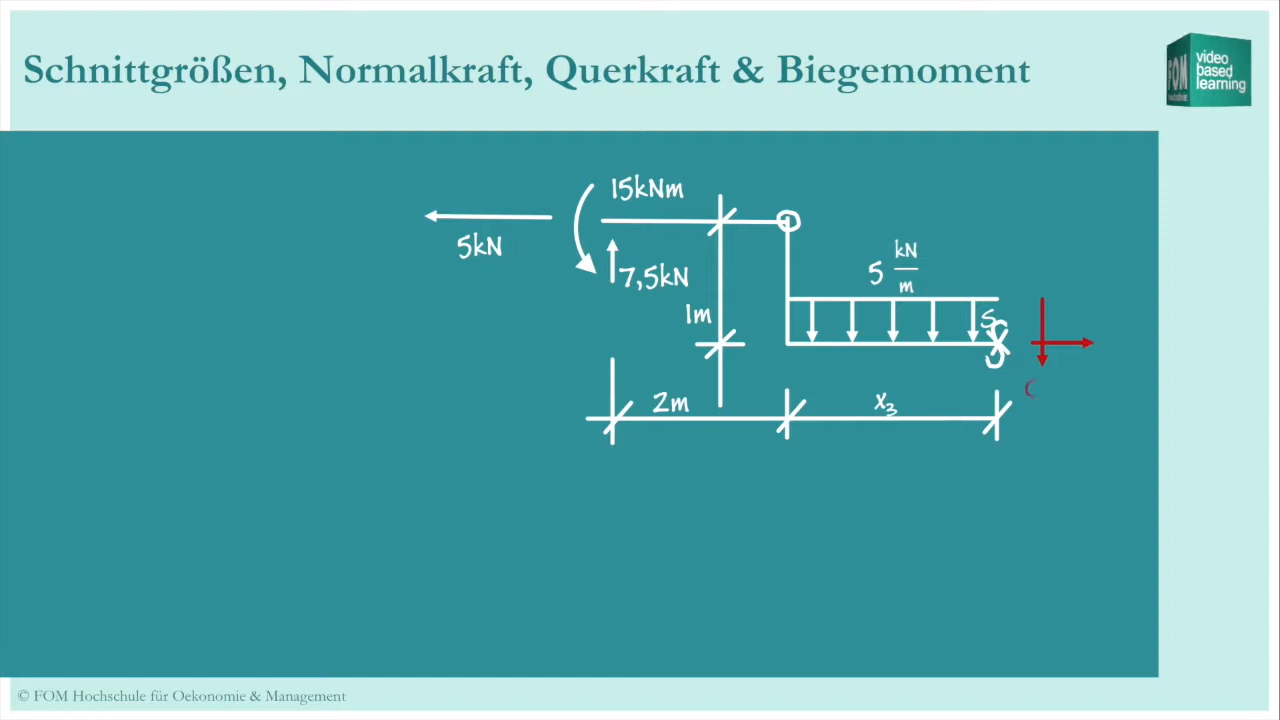 Schnittgrößen, Normalkraft, Querkraft & Biegemoment
FOM
video
based
learning
15kNm
5kN
7,5kN
5 kN/m
1m
S
2m
x₃
© FOM Hochschule für Oekonomie & Management